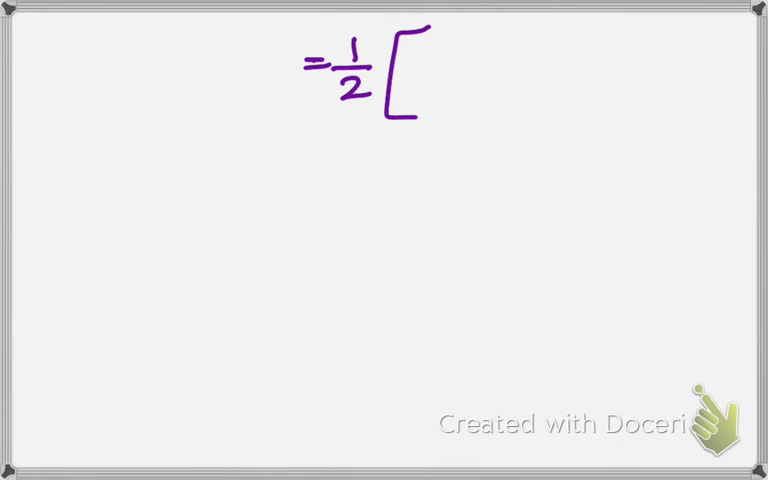 = 1/2 [
Created with Doceri